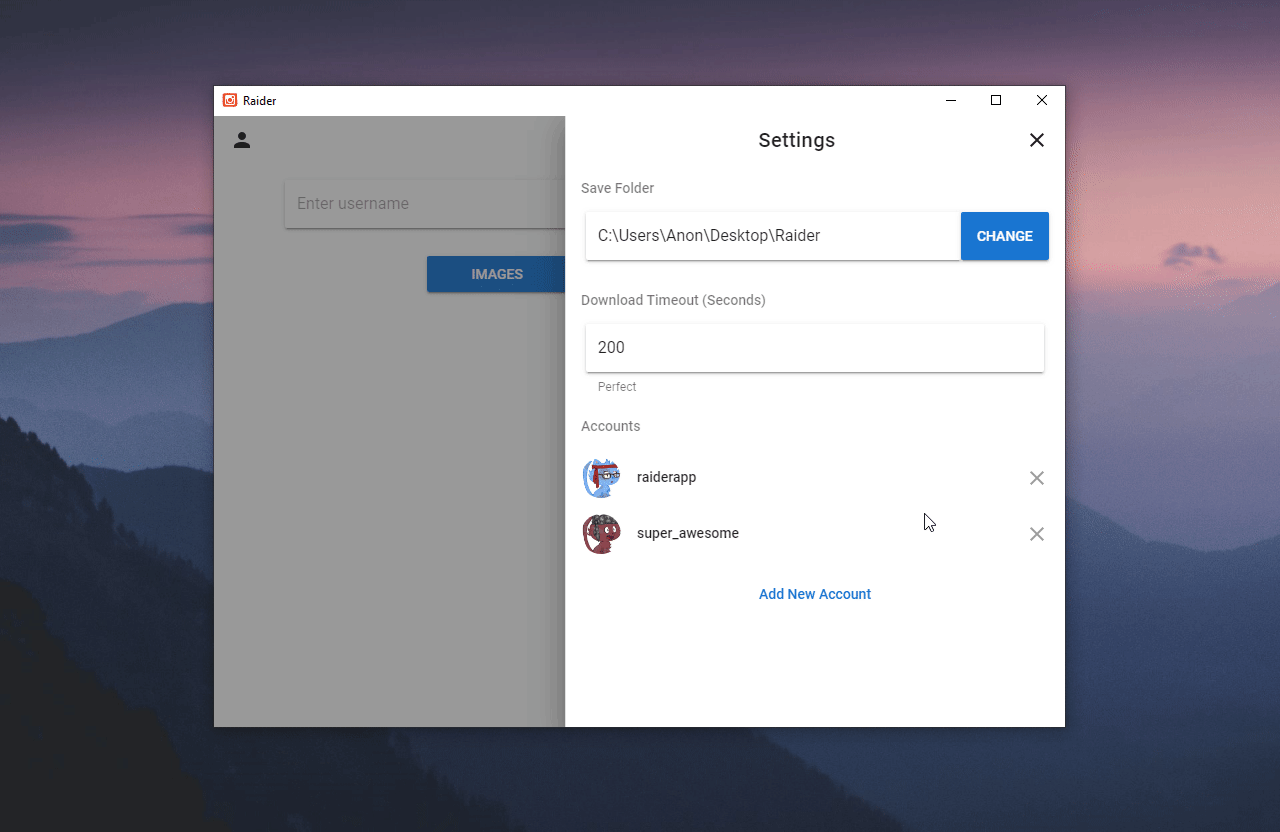 Raider
Enter username
IMAGES
Settings
Save Folder
C:\Users\Anon\Desktop\Raider
CHANGE
Download Timeout (Seconds)
200
Perfect
Accounts
raiderapp
super_awesome
Add New Account